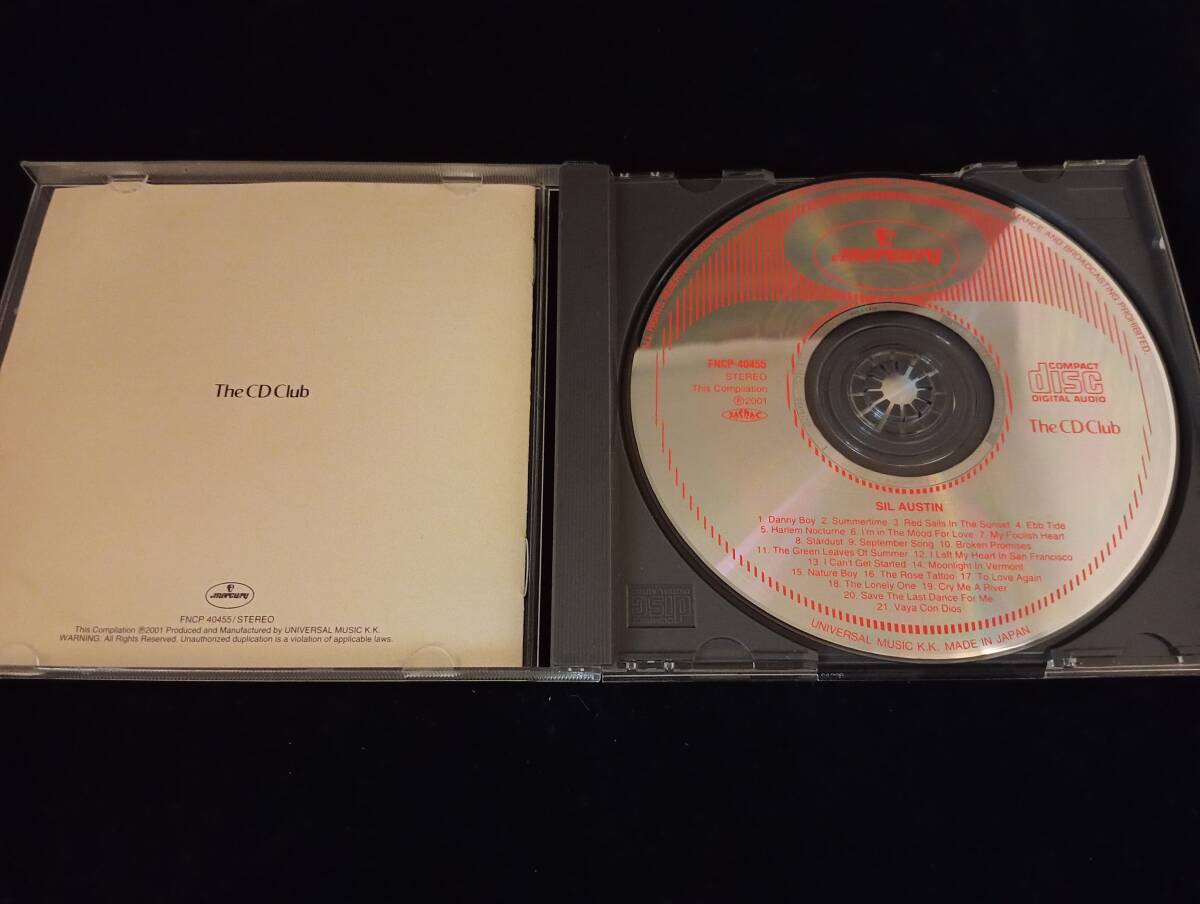 The CD Club
mercury
FNCP 40455/STEREO
This Compilation ℗2001 Produced and Manufactured by UNIVERSAL MUSIC K.K.
WARNING: All Rights Reserved. Unauthorized duplication is a violation of applicable laws.
mercury
AND BROADCASTING PROHIBITED
FNCP-40455
STEREO
This Compilation
℗2001
JASRAC
COMPACT
disc
DIGITAL AUDIO
The CD Club
SIL AUSTIN
1. Danny Boy 2. Summertime 3. Red Sails In The Sunset 4. Ebb Tide
5. Harlem Nocturne 6. I'm in The Mood For Love 7. My Foolish Heart
8. Stardust 9. September Song 10. Broken Promises
11. The Green Leaves Of Summer 12. I Left My Heart In San Francisco
13. I Can't Get Started 14. Moonlight In Vermont
15. Nature Boy 16. The Rose Tattoo 17. To Love Again
18. The Lonely One 19. Cry Me A River
20. Save The Last Dance For Me
21. Vaya Con Dios
UNIVERSAL MUSIC K.K. MADE IN JAPAN